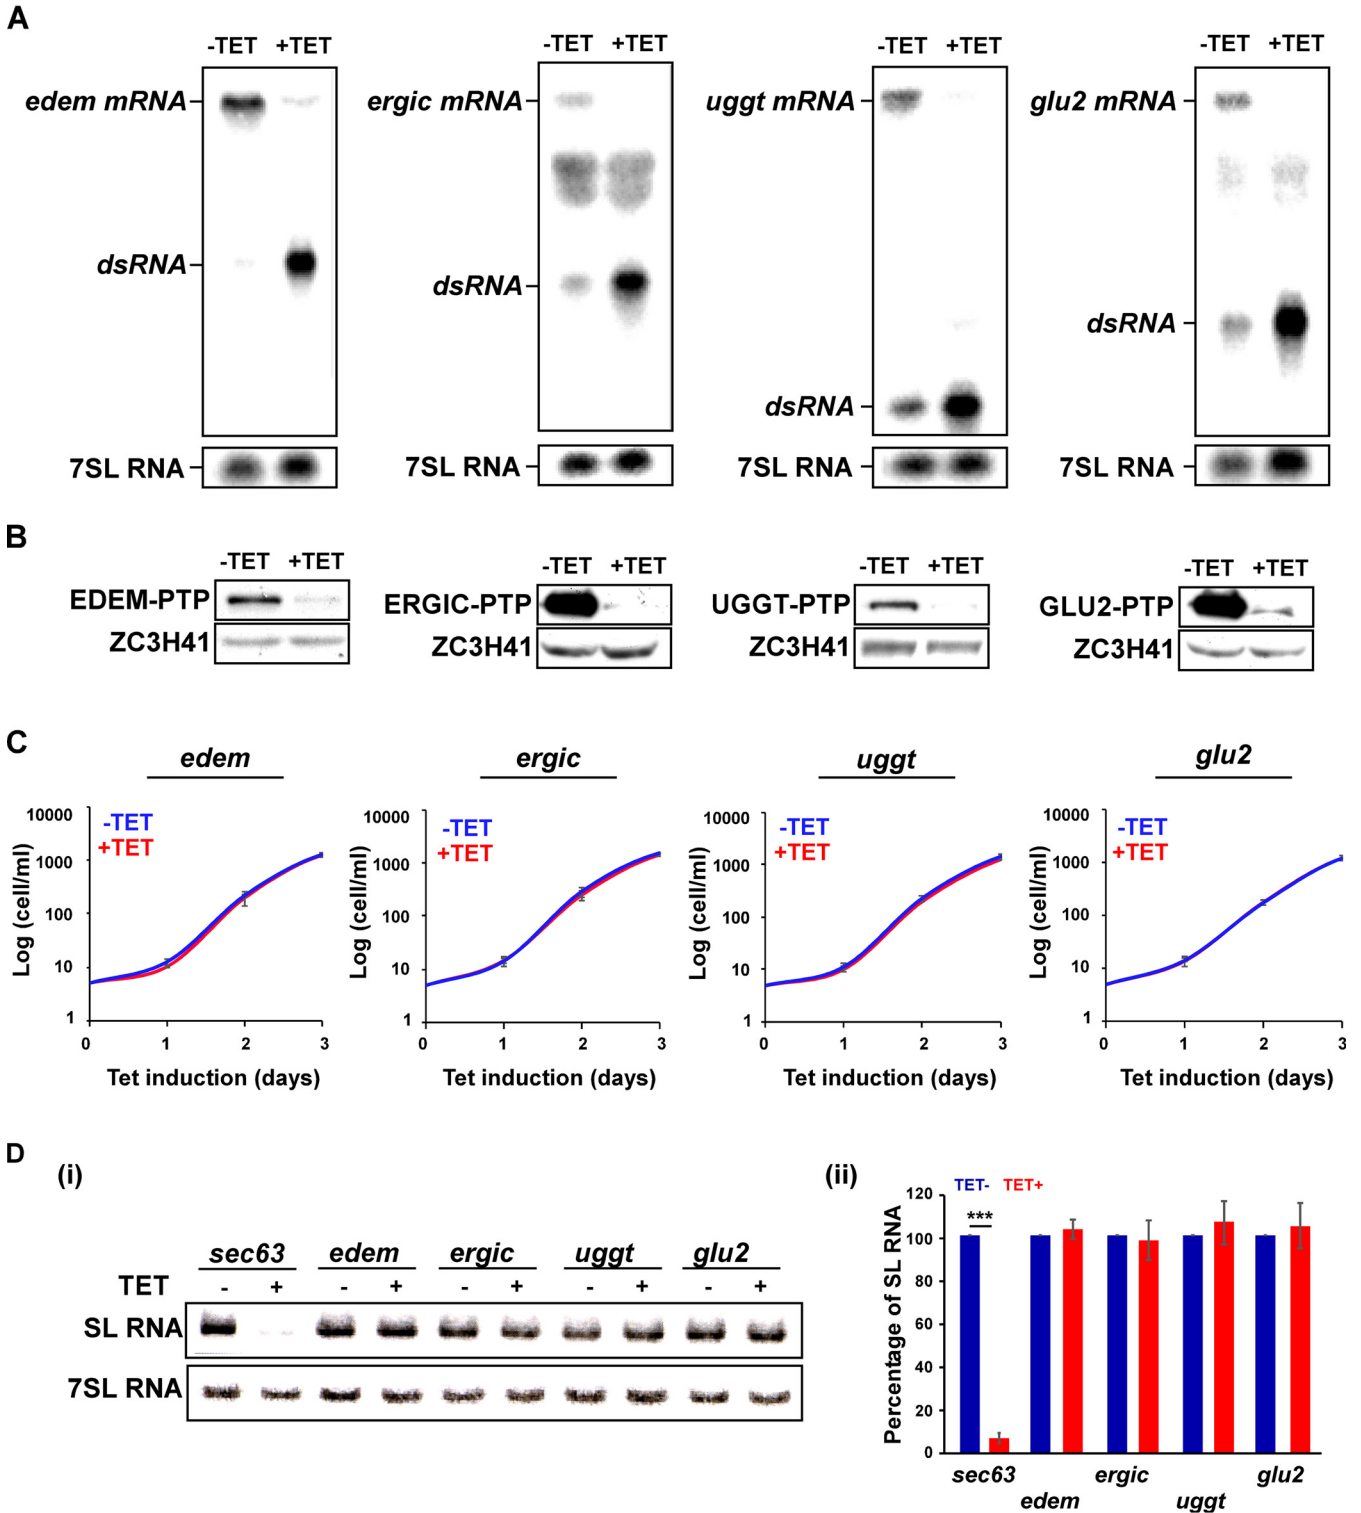 A
-TET +TET
-TET +TET
-TET +TET
-TET +TET
edem mRNA
ergic mRNA
uggt mRNA
glu2 mRNA
dsRNA
dsRNA
dsRNA
dsRNA
7SL RNA
7SL RNA
7SL RNA
7SL RNA
B
-TET +TET
-TET +TET
-TET +TET
-TET +TET
EDEM-PTP
ERGIC-PTP
UGGT-PTP
GLU2-PTP
ZC3H41
ZC3H41
ZC3H41
ZC3H41
C
edem
Log (cell/ml)
10000
1000
100
10
1
-TET
+TET
0 1 2 3
Tet induction (days)
ergic
Log (cell/ml)
10000
1000
100
10
1
-TET
+TET
0 1 2 3
Tet induction (days)
uggt
Log (cell/ml)
10000
1000
100
10
1
-TET
+TET
0 1 2 3
Tet induction (days)
glu2
Log (cell/ml)
10000
1000
100
10
1
-TET
+TET
0 1 2 3
Tet induction (days)
D
(i)
sec63 edem ergic uggt glu2
TET - + - + - + - + - +
SL RNA
7SL RNA
(ii)
TET- TET+
Percentage of SL RNA
120
100
80
60
40
20
0
***
sec63 ergic glu2
edem uggt